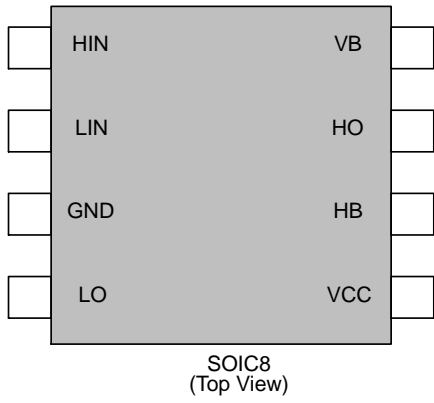 HIN VB
LIN HO
GND HB
LO VCC
SOIC8
(Top View)